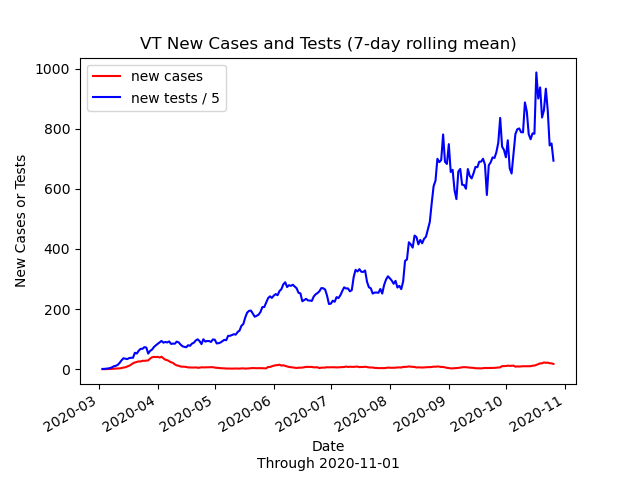 VT New Cases and Tests (7-day rolling mean)
new cases
new tests / 5
New Cases or Tests
1000
800
600
400
200
0
2020-03
2020-04
2020-05
2020-06
2020-07
2020-08
2020-09
2020-10
2020-11
Date
Through 2020-11-01